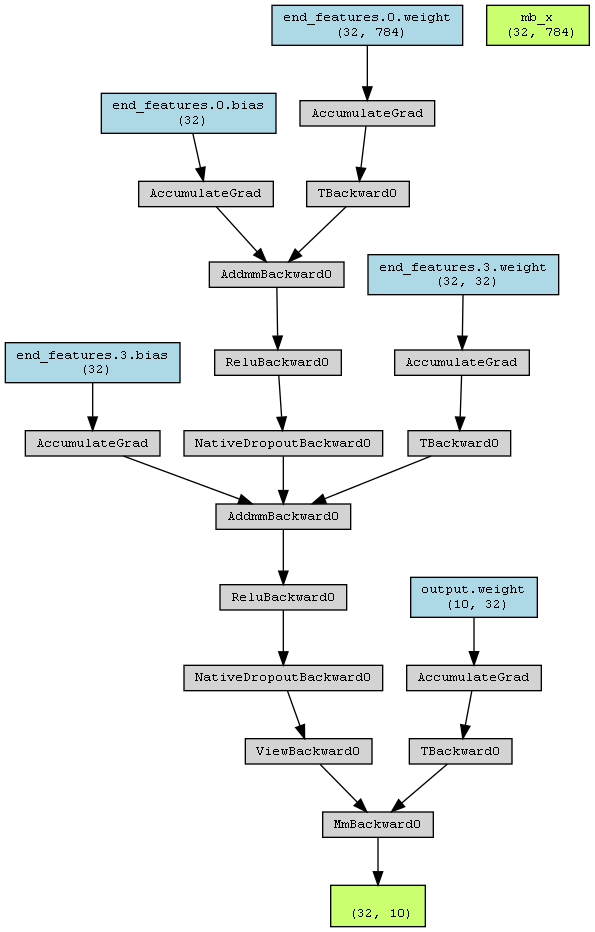 end_features.0.weight
(32, 784)
mb_x
(32, 784)
end_features.0.bias
(32)
AccumulateGrad
AccumulateGrad
TBackward0
AddmmBackward0
end_features.3.weight
(32, 32)
end_features.3.bias
(32)
ReluBackward0
AccumulateGrad
AccumulateGrad
NativeDropoutBackward0
TBackward0
AddmmBackward0
ReluBackward0
output.weight
(10, 32)
NativeDropoutBackward0
AccumulateGrad
ViewBackward0
TBackward0
MmBackward0
(32, 10)